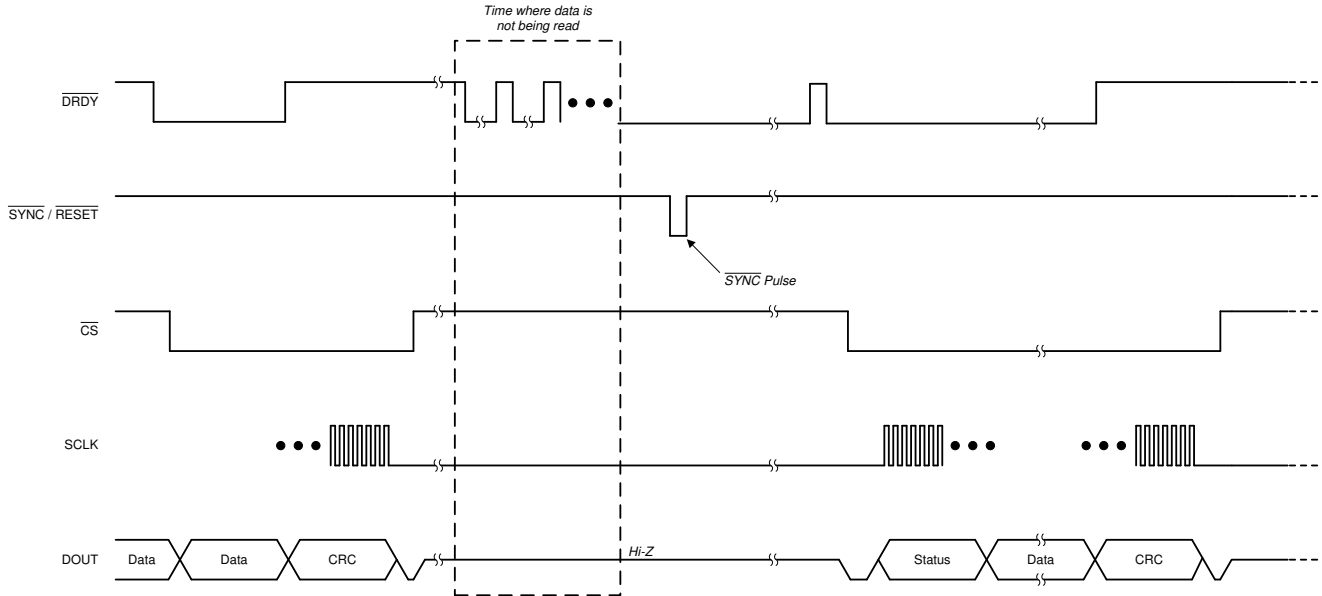 Time where data is
not being read
DRDY
SYNC / RESET
SYNC Pulse
CS
SCLK
DOUT
Data
Data
CRC
Hi-Z
Status
Data
CRC